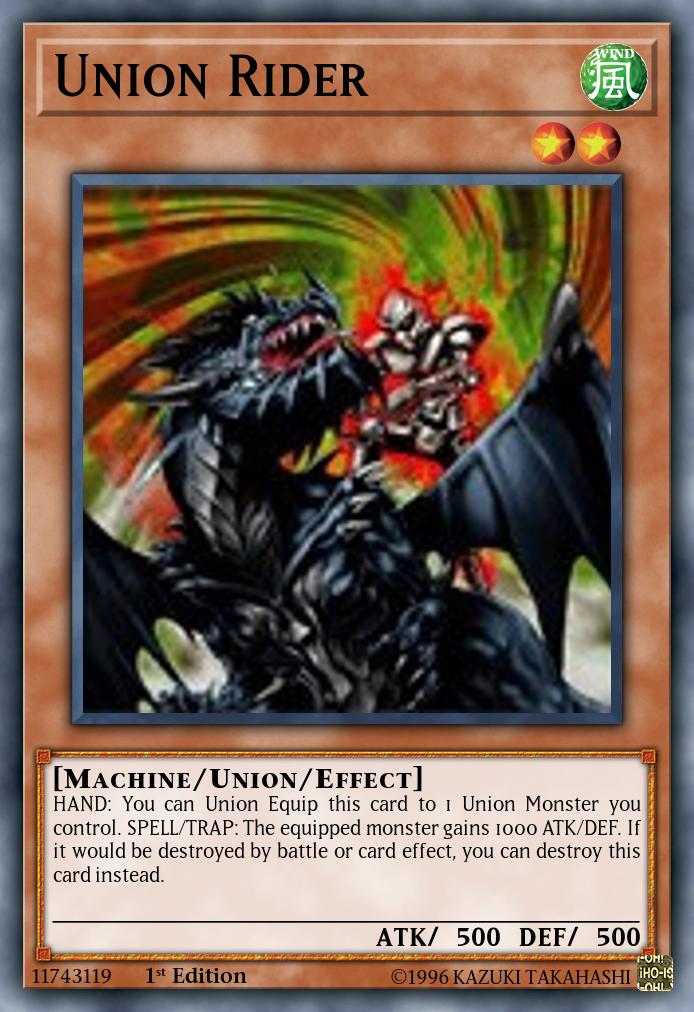 Union Rider
WIND
風
[Machine/Union/Effect]
HAND: You can Union Equip this card to 1 Union Monster you
control. SPELL/TRAP: The equipped monster gains 1000 ATK/DEF. If
it would be destroyed by battle or card effect, you can destroy this
card instead.
ATK/ 500 DEF/ 500
11743119 1st Edition ©1996 KAZUKI TAKAHASHI